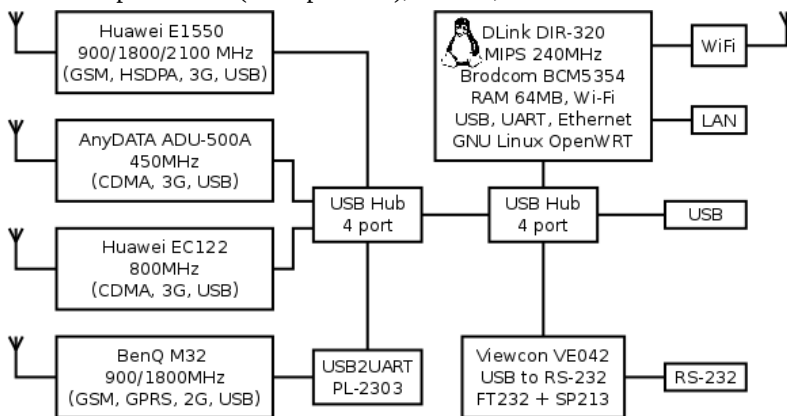 Huawei E1550
900/1800/2100 MHz
(GSM, HSDPA, 3G, USB)
AnyDATA ADU-500A
450MHz
(CDMA, 3G, USB)
Huawei EC122
800MHz
(CDMA, 3G, USB)
BenQ M32
900/1800MHz
(GSM, GPRS, 2G, USB)
USB Hub
4 port
USB2UART
PL-2303
DLink DIR-320
MIPS 240MHz
Brodcom BCM5354
RAM 64MB, Wi-Fi
USB, UART, Ethernet
GNU Linux OpenWRT
USB Hub
4 port
Viewcon VE042
USB to RS-232
FT232 + SP213
WiFi
LAN
USB
RS-232